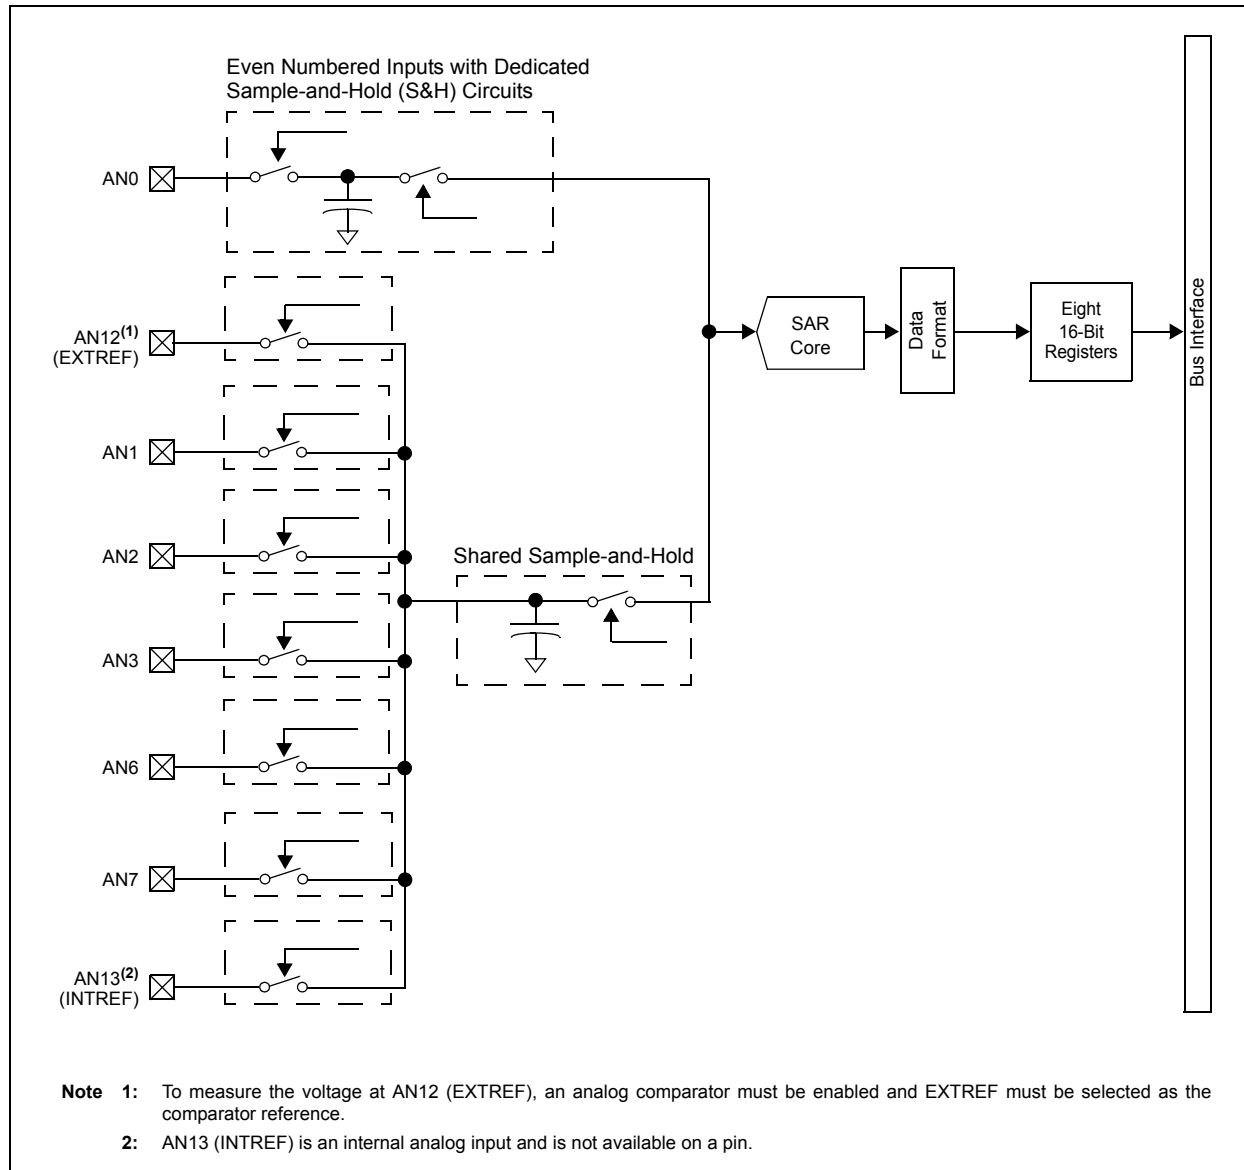 Even Numbered Inputs with Dedicated
Sample-and-Hold (S&H) Circuits
AN0
AN12(1)
(EXTREF)
AN1
AN2
AN3
AN6
AN7
AN13(2)
(INTREF)
Shared Sample-and-Hold
SAR
Core
Data
Format
Eight
16-Bit
Registers
Bus Interface
Note 1: To measure the voltage at AN12 (EXTREF), an analog comparator must be enabled and EXTREF must be selected as the
comparator reference.
2: AN13 (INTREF) is an internal analog input and is not available on a pin.